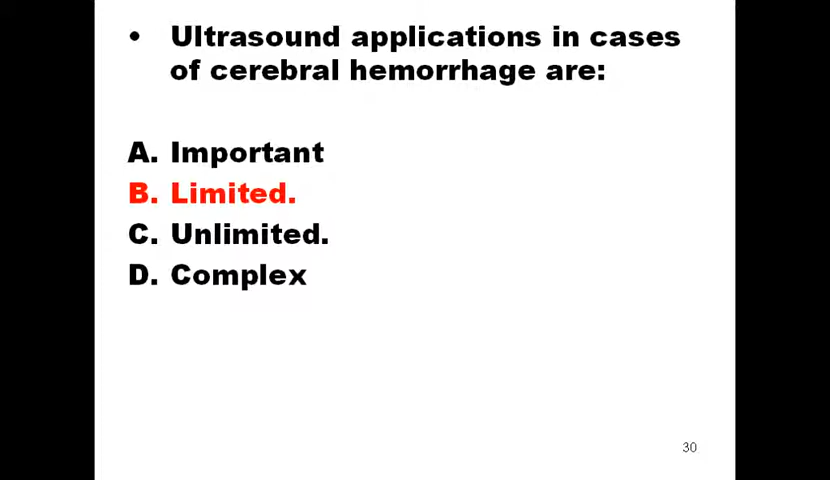 • Ultrasound applications in cases
of cerebral hemorrhage are:
A. Important
B. Limited.
C. Unlimited.
D. Complex
30